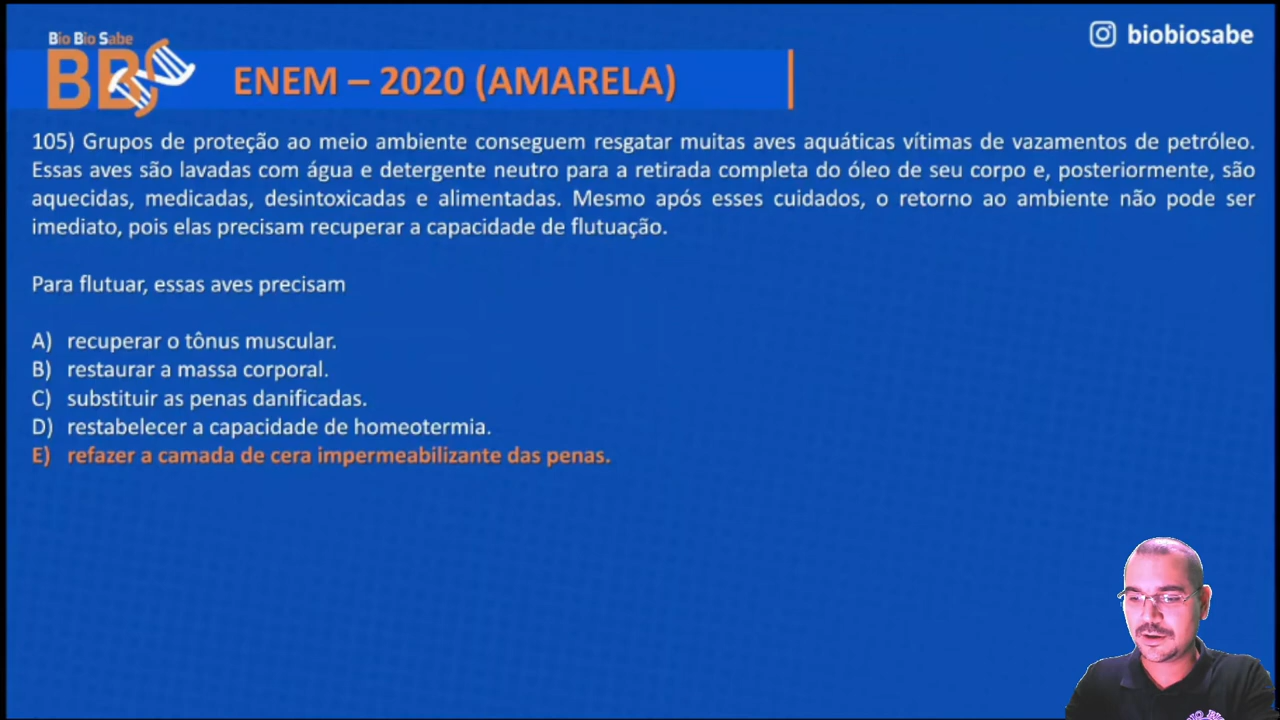 Bio Bio Sabe
BBS
biobiosabe
ENEM – 2020 (AMARELA)
105) Grupos de proteção ao meio ambiente conseguem resgatar muitas aves aquáticas vítimas de vazamentos de petróleo.
Essas aves são lavadas com água e detergente neutro para a retirada completa do óleo de seu corpo e, posteriormente, são
aquecidas, medicadas, desintoxicadas e alimentadas. Mesmo após esses cuidados, o retorno ao ambiente não pode ser
imediato, pois elas precisam recuperar a capacidade de flutuação.
Para flutuar, essas aves precisam
A) recuperar o tônus muscular.
B) restaurar a massa corporal.
C) substituir as penas danificadas.
D) restabelecer a capacidade de homeotermia.
E) refazer a camada de cera impermeabilizante das penas.